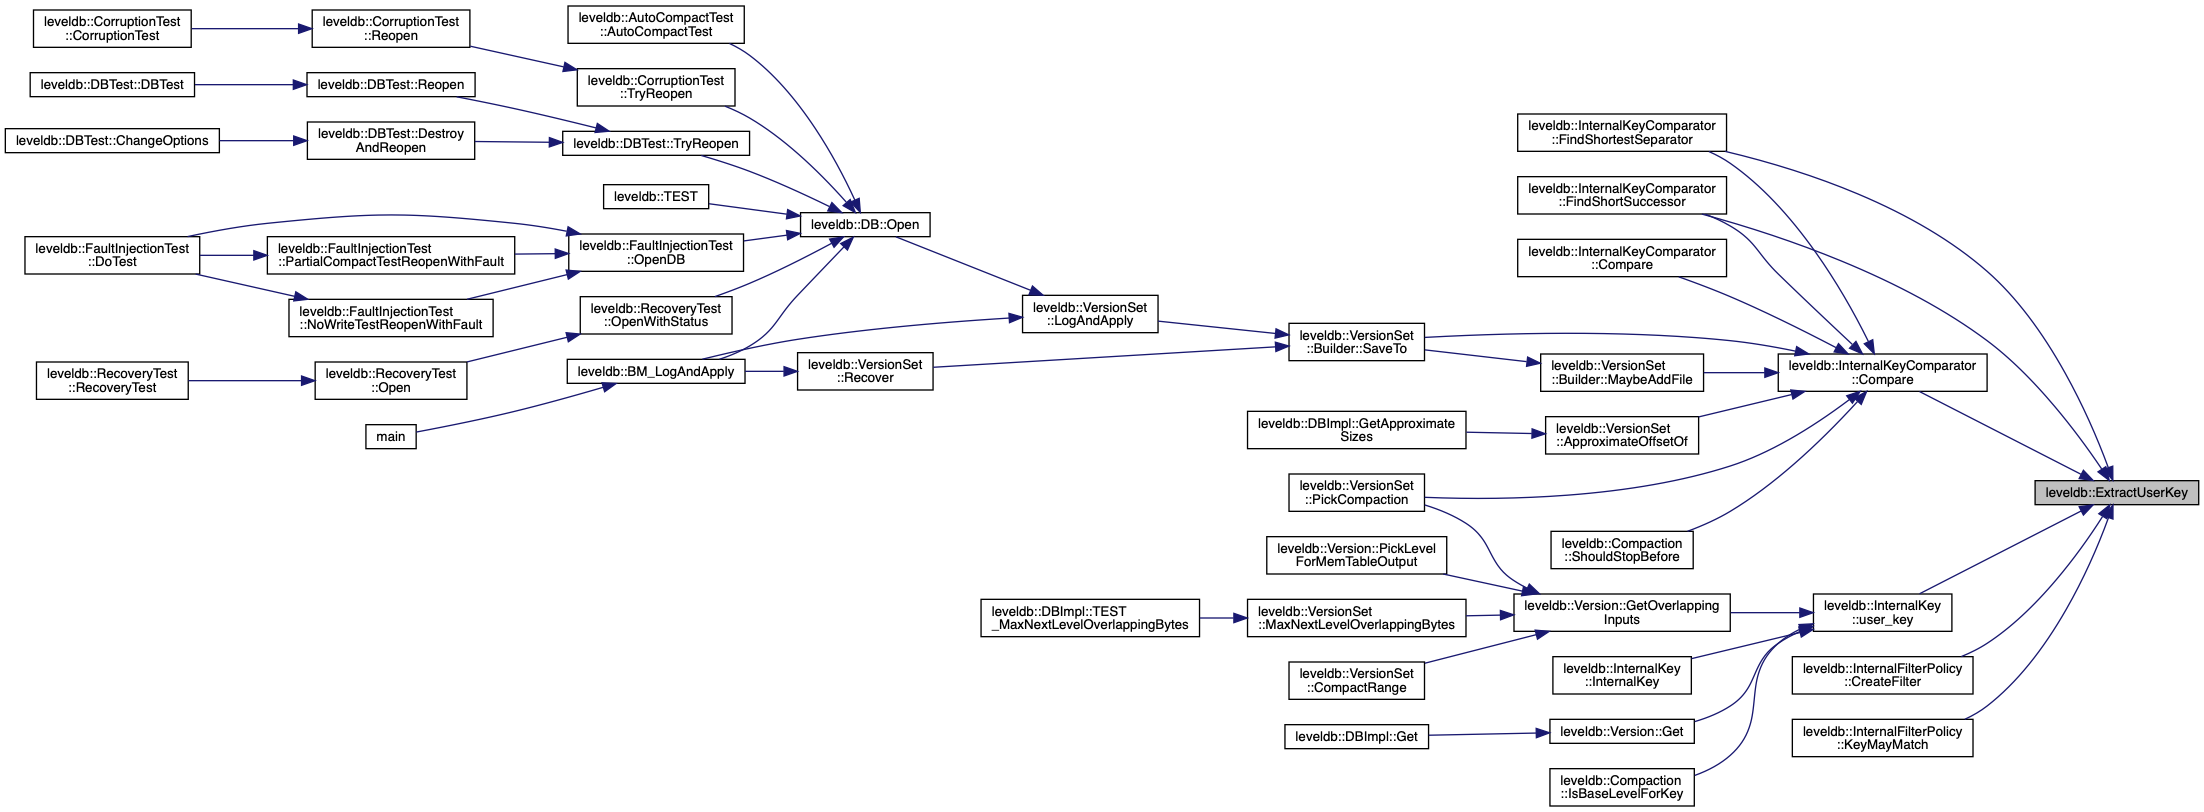 leveldb::CorruptionTest
::CorruptionTest
leveldb::CorruptionTest
::Reopen
leveldb::AutoCompactTest
::AutoCompactTest
leveldb::CorruptionTest
::TryReopen
leveldb::DBTest::DBTest
leveldb::DBTest::Reopen
leveldb::DBTest::ChangeOptions
leveldb::DBTest::Destroy
AndReopen
leveldb::DBTest::TryReopen
leveldb::TEST
leveldb::DB::Open
leveldb::FaultInjectionTest
::DoTest
leveldb::FaultInjectionTest
::PartialCompactTestReopenWithFault
leveldb::FaultInjectionTest
::OpenDB
leveldb::FaultInjectionTest
::NoWriteTestReopenWithFault
leveldb::RecoveryTest
::OpenWithStatus
leveldb::RecoveryTest
::RecoveryTest
leveldb::RecoveryTest
::Open
leveldb::BM_LogAndApply
main
leveldb::VersionSet
::Recover
leveldb::VersionSet
::LogAndApply
leveldb::VersionSet
::Builder::SaveTo
leveldb::InternalKeyComparator
::FindShortestSeparator
leveldb::InternalKeyComparator
::FindShortSuccessor
leveldb::InternalKeyComparator
::Compare
leveldb::VersionSet
::Builder::MaybeAddFile
leveldb::InternalKeyComparator
::Compare
leveldb::DBImpl::GetApproximate
Sizes
leveldb::VersionSet
::ApproximateOffsetOf
leveldb::VersionSet
::PickCompaction
leveldb::Compaction
::ShouldStopBefore
leveldb::ExtractUserKey
leveldb::Version::PickLevel
ForMemTableOutput
leveldb::DBImpl::TEST
_MaxNextLevelOverlappingBytes
leveldb::VersionSet
::MaxNextLevelOverlappingBytes
leveldb::Version::GetOverlapping
Inputs
leveldb::InternalKey
::user_key
leveldb::VersionSet
::CompactRange
leveldb::InternalKey
::InternalKey
leveldb::InternalFilterPolicy
::CreateFilter
leveldb::DBImpl::Get
leveldb::Version::Get
leveldb::InternalFilterPolicy
::KeyMayMatch
leveldb::Compaction
::IsBaseLevelForKey